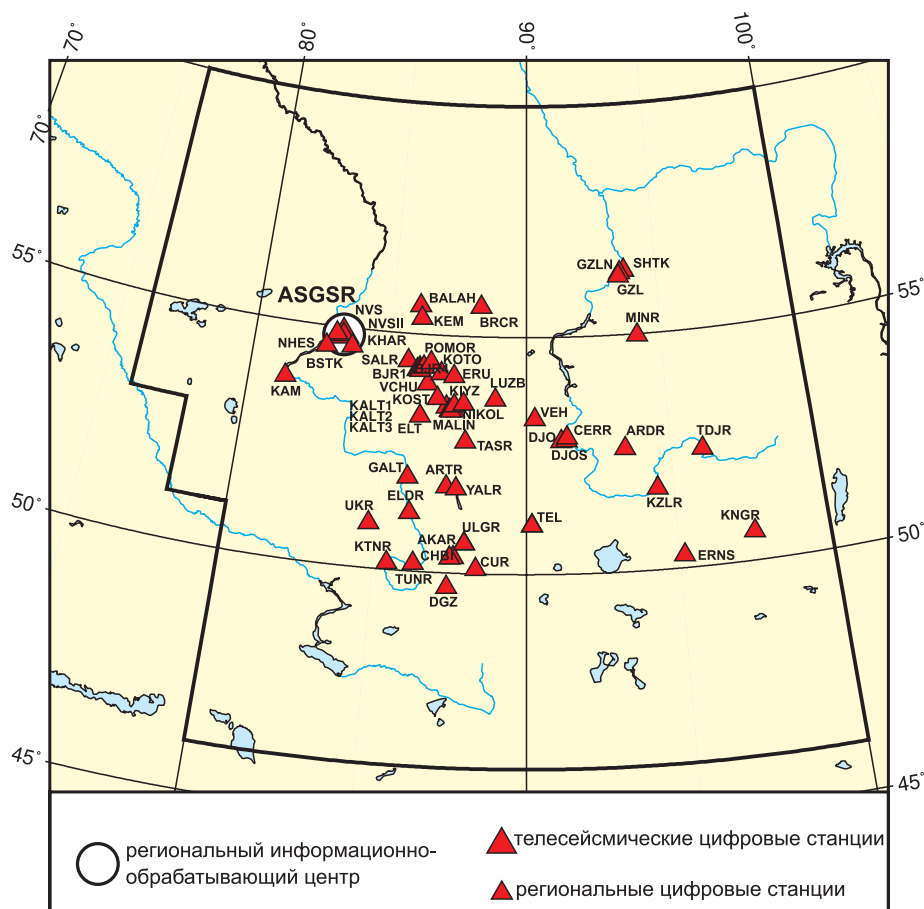 70°
80°
90
100°
70°
55°
55°
50°
50°
45°
45°
ASGSR
NVS
NVSII
KHAR
NHES
BSTK
KAM
BALAH
KEM
BRCR
GZLN
SHTK
GZL
MINR
POMOR
SALR
KOTO
BJR1
ERU
VCHU
KIYZ
LUZB
KOST
KALT1
KALT2
KALT3
ELT
MALIN
NIKOL
TASR
VEH
CERR
DJO
DJOS
ARDR
TDJR
KZLR
GALT
ARTR
YALR
ELDR
UKR
TEL
KNGR
ERNS
ULGR
AKAR
KTNR
CHBI
CUR
TUNR
DGZ
региональный информационно-
обрабатывающий центр
телесейсмические цифровые станции
региональные цифровые станции